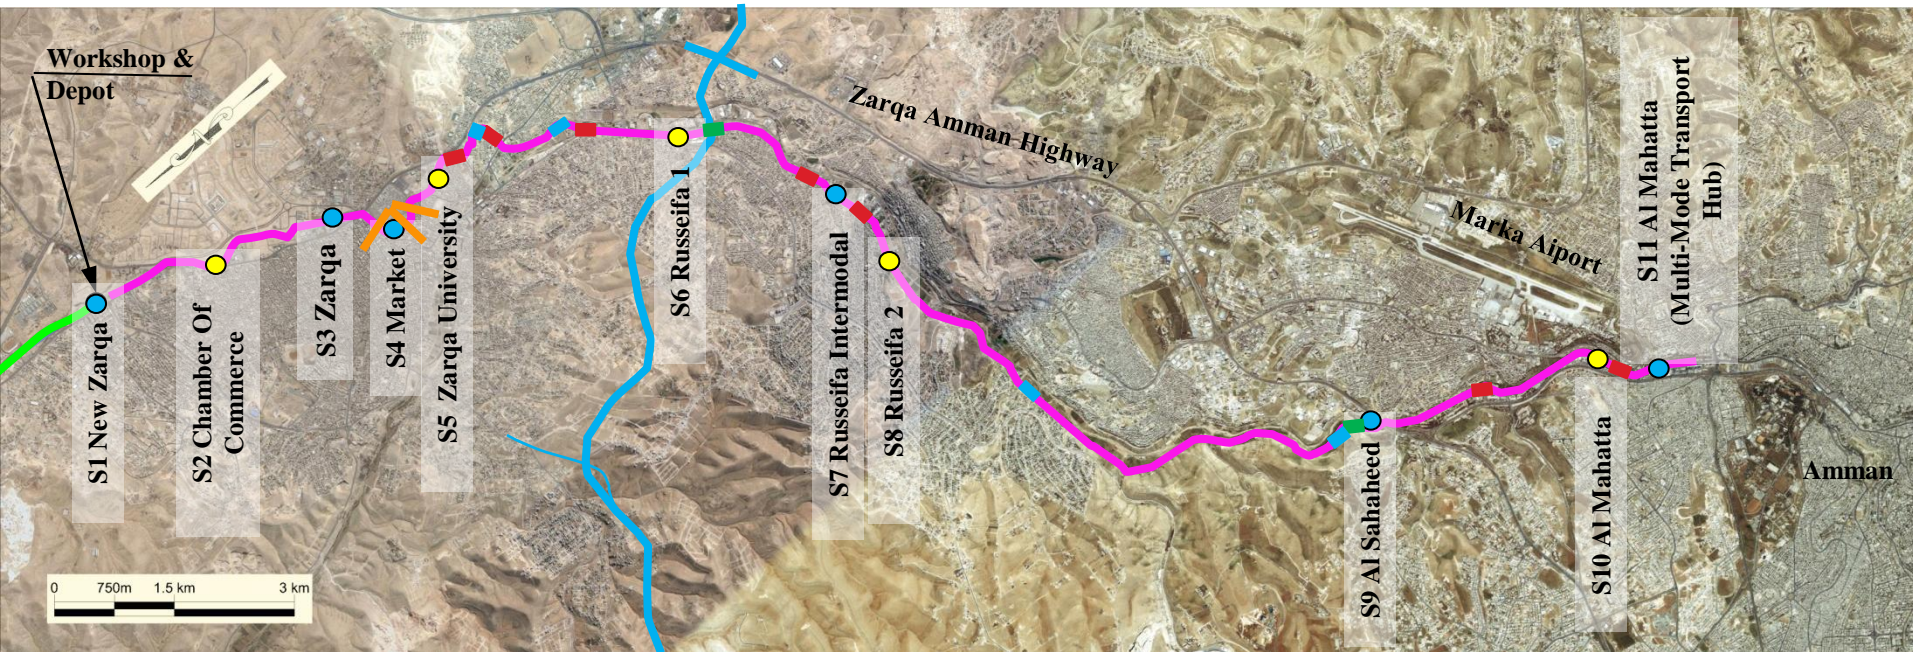 Workshop &
Depot
S1 New Zarqa
S2 Chamber Of
Commerce
S3 Zarqa
S4 Market
S5 Zarqa University
S6 Russeifa 1
S7 Russeifa Intermodal
S8 Russeifa 2
Zarqa Amman Highway
Marka Aiport
S9 Al Sahaheed
S10 Al Mahatta
S11 Al Mahatta
(Multi-Mode Transport
Hub)
Amman
0 750m 1.5 km 3 km